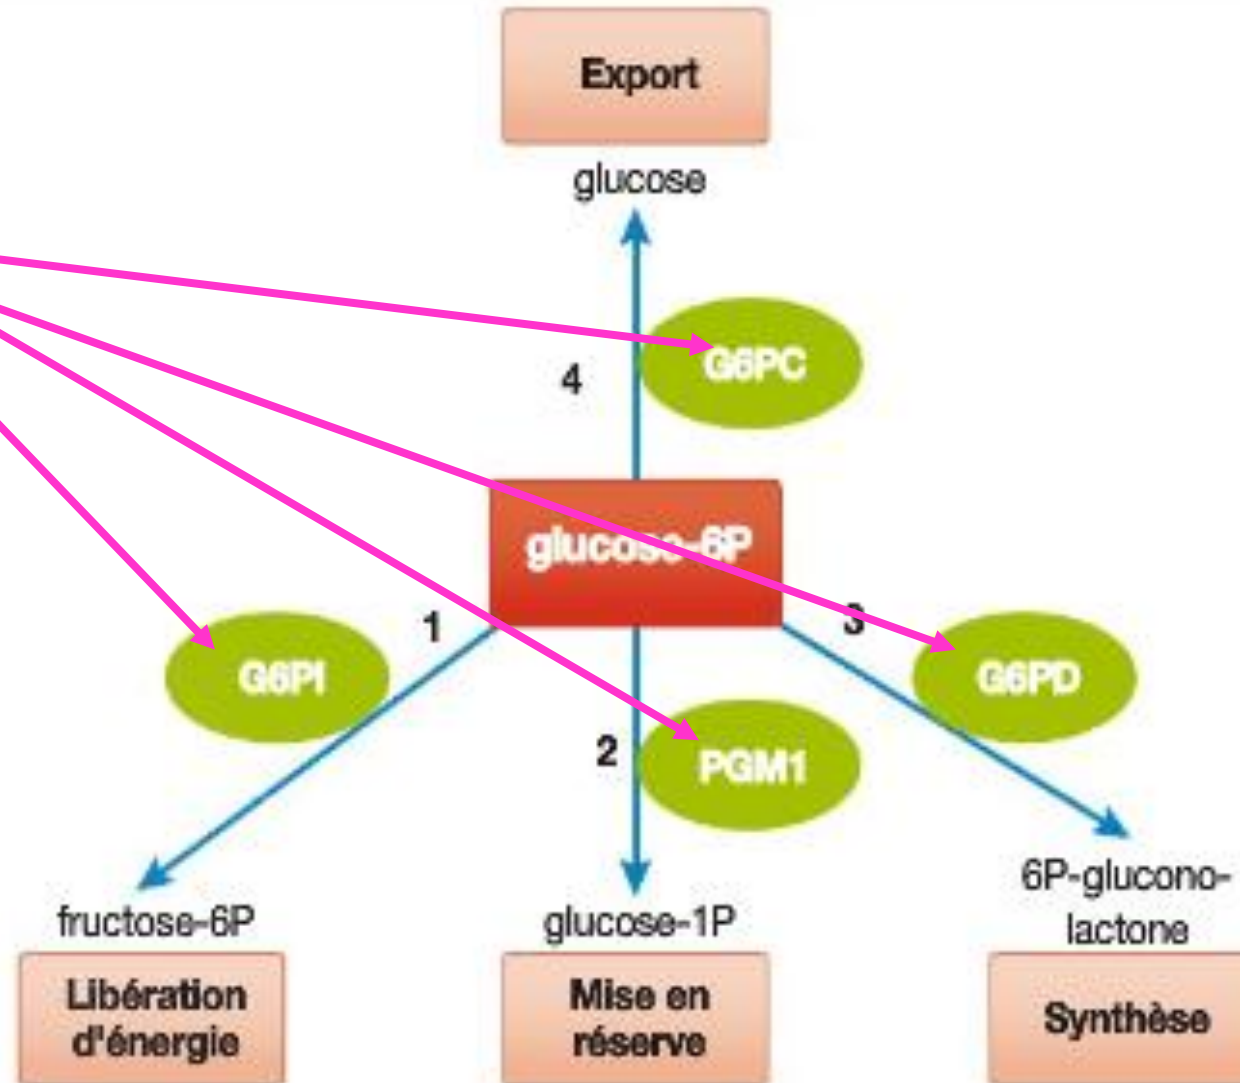 Export
glucose
G6PC
4
glucose-6P
1
3
G6PI
G6PD
2
PGM1
6P-glucono-
lactone
fructose-6P
glucose-1P
Libération
d'énergie
Mise en
réserve
Synthèse